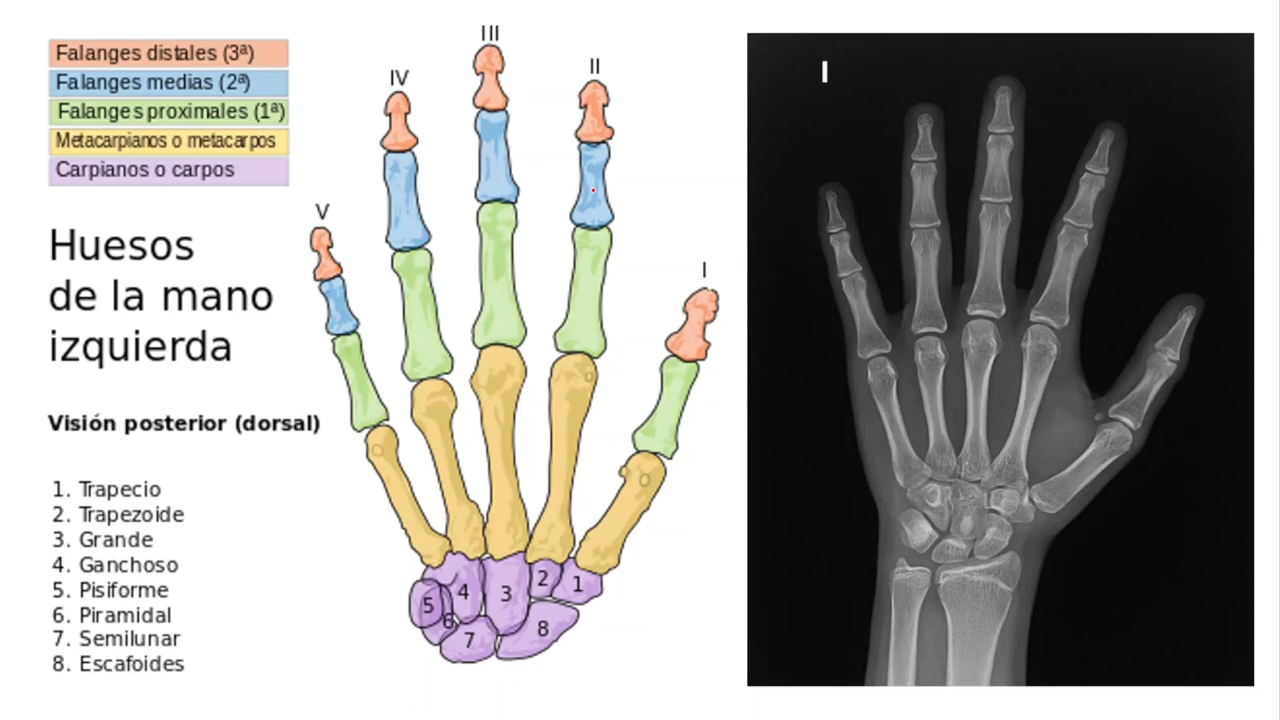 Falanges distales (3ª)
Falanges medias (2ª)
Falanges proximales (1ª)
Metacarpianos o metacarpos
Carpianos o carpos
Huesos
de la mano
izquierda
Visión posterior (dorsal)
1. Trapecio
2. Trapezoide
3. Grande
4. Ganchoso
5. Pisiforme
6. Piramidal
7. Semilunar
8. Escafoides
III
IV
II
V
I
5
4
6
3
2
1
7
8
I